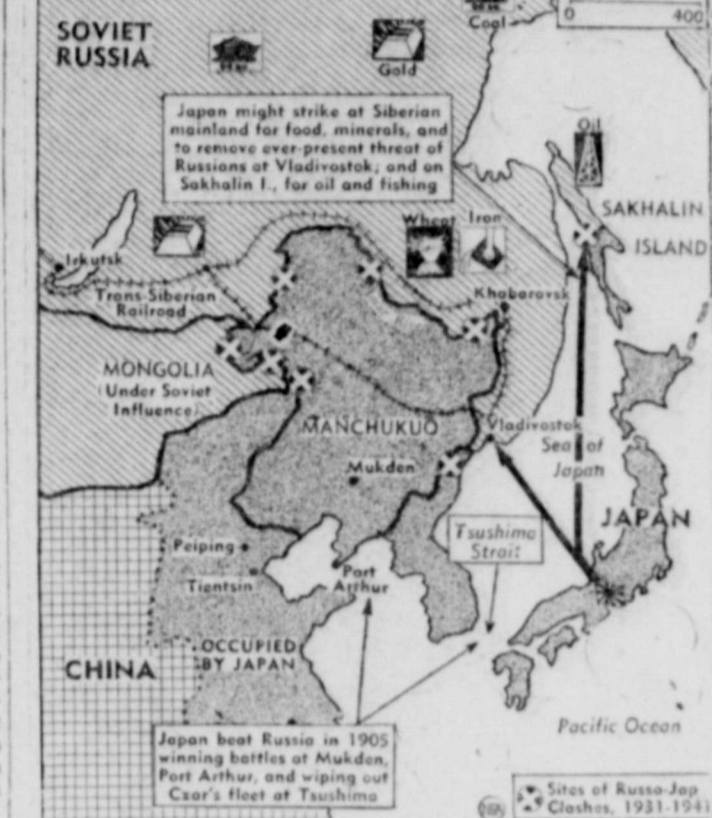 Coal
0 400
SOVIET
RUSSIA
Gold
Japan might strike at Siberian
mainland for food, minerals, and
to remove ever-present threat of
Russians at Vladivostok; and on
Sakhalin I., for oil and fishing
Oil
SAKHALIN
ISLAND
Wheat
Iron
Irkutsk
Trans-Siberian
Railroad
Khabarovsk
MONGOLIA
(Under Soviet
Influence)
MANCHUKUO
Vladivostok
Sea of
Japan
Mukden
JAPAN
Tsushima
Strait
Peiping
Tientsin
Port
Arthur
OCCUPIED
BY JAPAN
CHINA
Pacific Ocean
Japan beat Russia in 1905
winning battles at Mukden,
Port Arthur, and wiping out
Czar's fleet at Tsushima
Sites of Russo-Jap
Clashes, 1931-1941
NEA